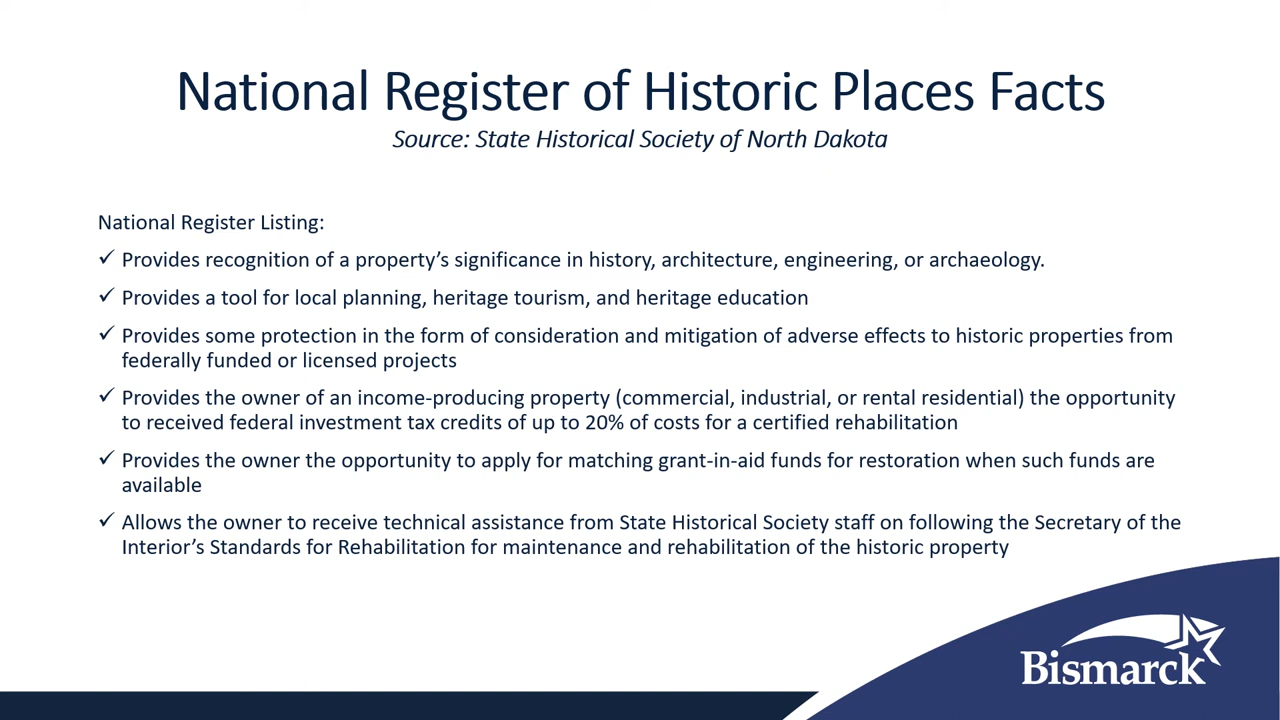 National Register of Historic Places Facts
Source: State Historical Society of North Dakota
National Register Listing:
✓ Provides recognition of a property’s significance in history, architecture, engineering, or archaeology.
✓ Provides a tool for local planning, heritage tourism, and heritage education
✓ Provides some protection in the form of consideration and mitigation of adverse effects to historic properties from
federally funded or licensed projects
✓ Provides the owner of an income-producing property (commercial, industrial, or rental residential) the opportunity
to received federal investment tax credits of up to 20% of costs for a certified rehabilitation
✓ Provides the owner the opportunity to apply for matching grant-in-aid funds for restoration when such funds are
available
✓ Allows the owner to receive technical assistance from State Historical Society staff on following the Secretary of the
Interior’s Standards for Rehabilitation for maintenance and rehabilitation of the historic property
Bismarck